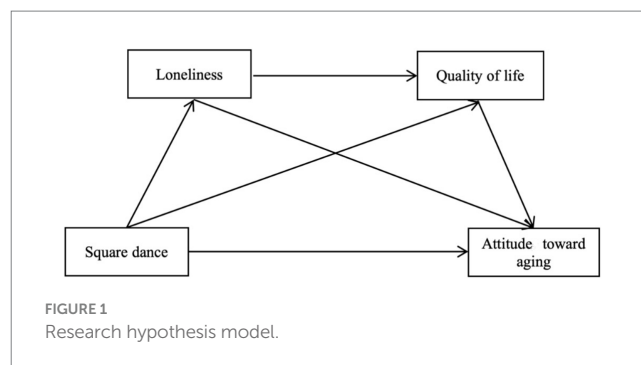 Loneliness
Quality of life
Square dance
Attitude toward
aging
FIGURE 1
Research hypothesis model.